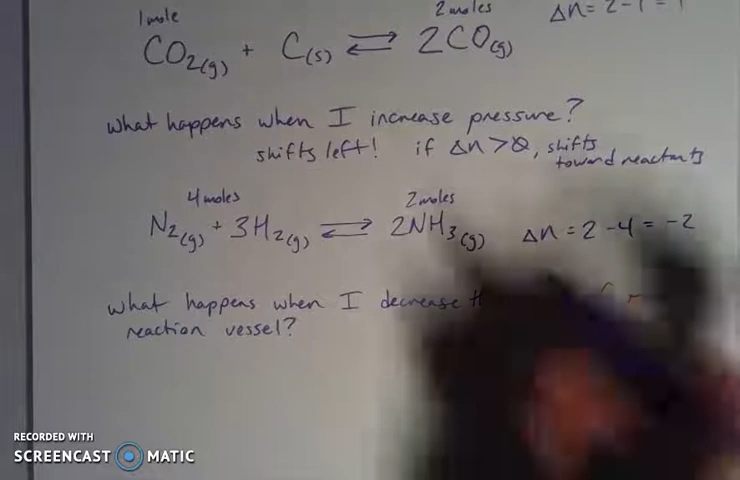 1 mole
2 moles
Δn = 2 - 1 = 1
CO₂(g) + C(s) ⇌ 2CO(g)
what happens when I increase pressure?
shifts left! if Δn > 0, shifts
toward reactants
4 moles
2 moles
N₂(g) + 3H₂(g) ⇌ 2NH₃(g)
Δn = 2 - 4 = -2
what happens when I decrease
reaction vessel?
RECORDED WITH
SCREENCAST MATIC